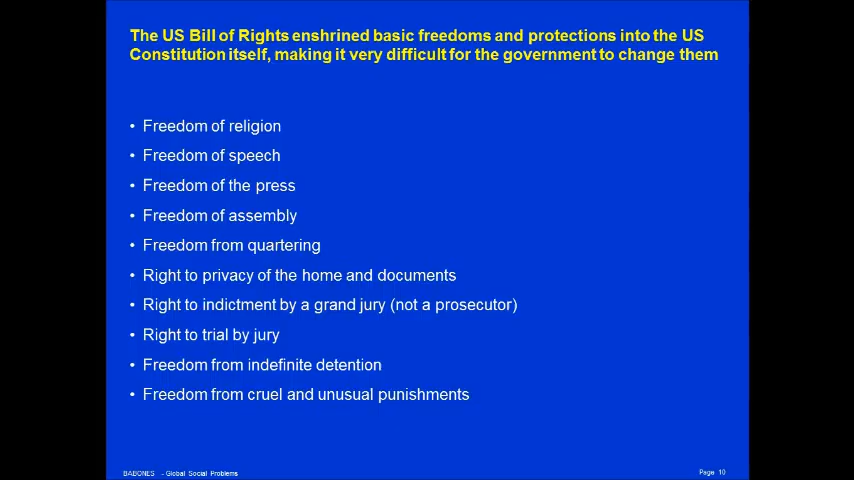 The US Bill of Rights enshrined basic freedoms and protections into the US
Constitution itself, making it very difficult for the government to change them
• Freedom of religion
• Freedom of speech
• Freedom of the press
• Freedom of assembly
• Freedom from quartering
• Right to privacy of the home and documents
• Right to indictment by a grand jury (not a prosecutor)
• Right to trial by jury
• Freedom from indefinite detention
• Freedom from cruel and unusual punishments
BABONES - Global Social Problems
Page 10